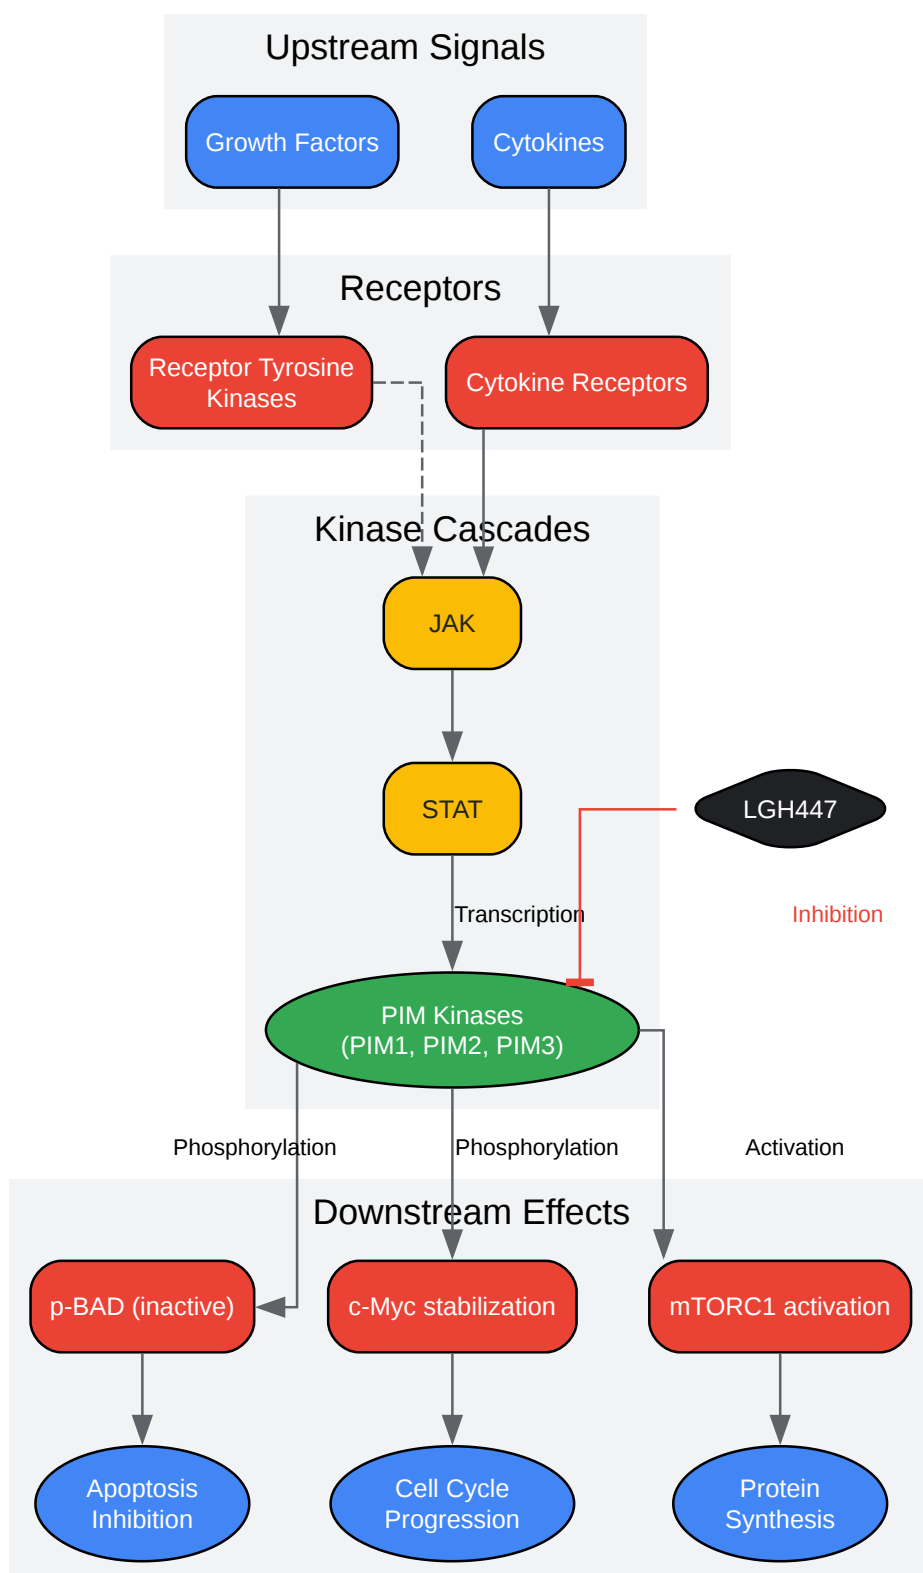 Upstream Signals
Growth Factors
Cytokines
Receptors
Receptor Tyrosine
Kinases
Cytokine Receptors
Kinase Cascades
JAK
STAT
LGH447
Transcription
Inhibition
PIM Kinases
(PIM1, PIM2, PIM3)
Phosphorylation
Phosphorylation
Activation
Downstream Effects
p-BAD (inactive)
c-Myc stabilization
mTORC1 activation
Apoptosis
Inhibition
Cell Cycle
Progression
Protein
Synthesis